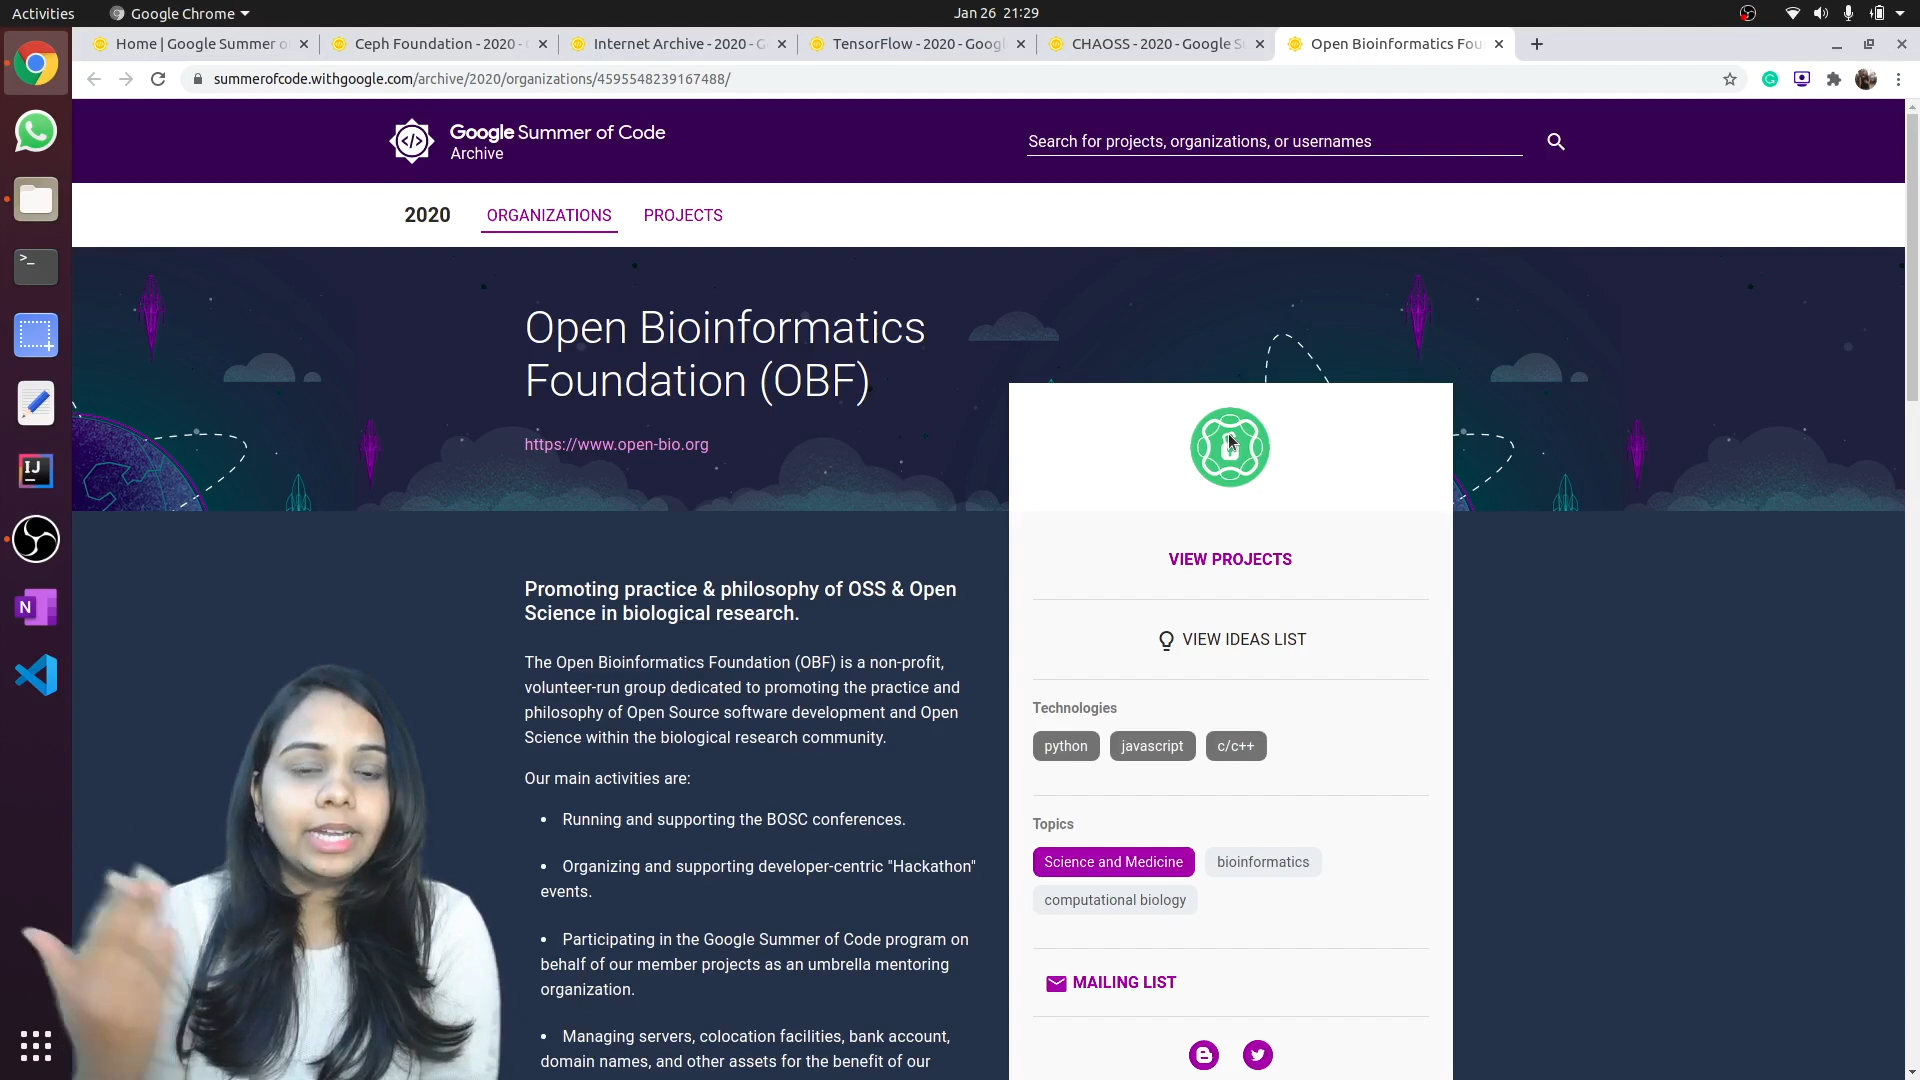 Activities
Google Chrome
Jan 26 21:29
Home | Google Summer o
Ceph Foundation - 2020 -
Internet Archive - 2020 - G
TensorFlow - 2020 - Googl
CHAOSS - 2020 - Google S
Open Bioinformatics Fou
summerofcode.withgoogle.com/archive/2020/organizations/4595548239167488/
Google Summer of Code
Archive
Search for projects, organizations, or usernames
2020
ORGANIZATIONS
PROJECTS
Open Bioinformatics
Foundation (OBF)
https://www.open-bio.org
Promoting practice & philosophy of OSS & Open
Science in biological research.
The Open Bioinformatics Foundation (OBF) is a non-profit,
volunteer-run group dedicated to promoting the practice and
philosophy of Open Source software development and Open
Science within the biological research community.
Our main activities are:
• Running and supporting the BOSC conferences.
• Organizing and supporting developer-centric "Hackathon"
events.
• Participating in the Google Summer of Code program on
behalf of our member projects as an umbrella mentoring
organization.
• Managing servers, colocation facilities, bank account,
domain names, and other assets for the benefit of our
VIEW PROJECTS
VIEW IDEAS LIST
Technologies
python
javascript
c/c++
Topics
Science and Medicine
bioinformatics
computational biology
MAILING LIST
>_
IJ
N